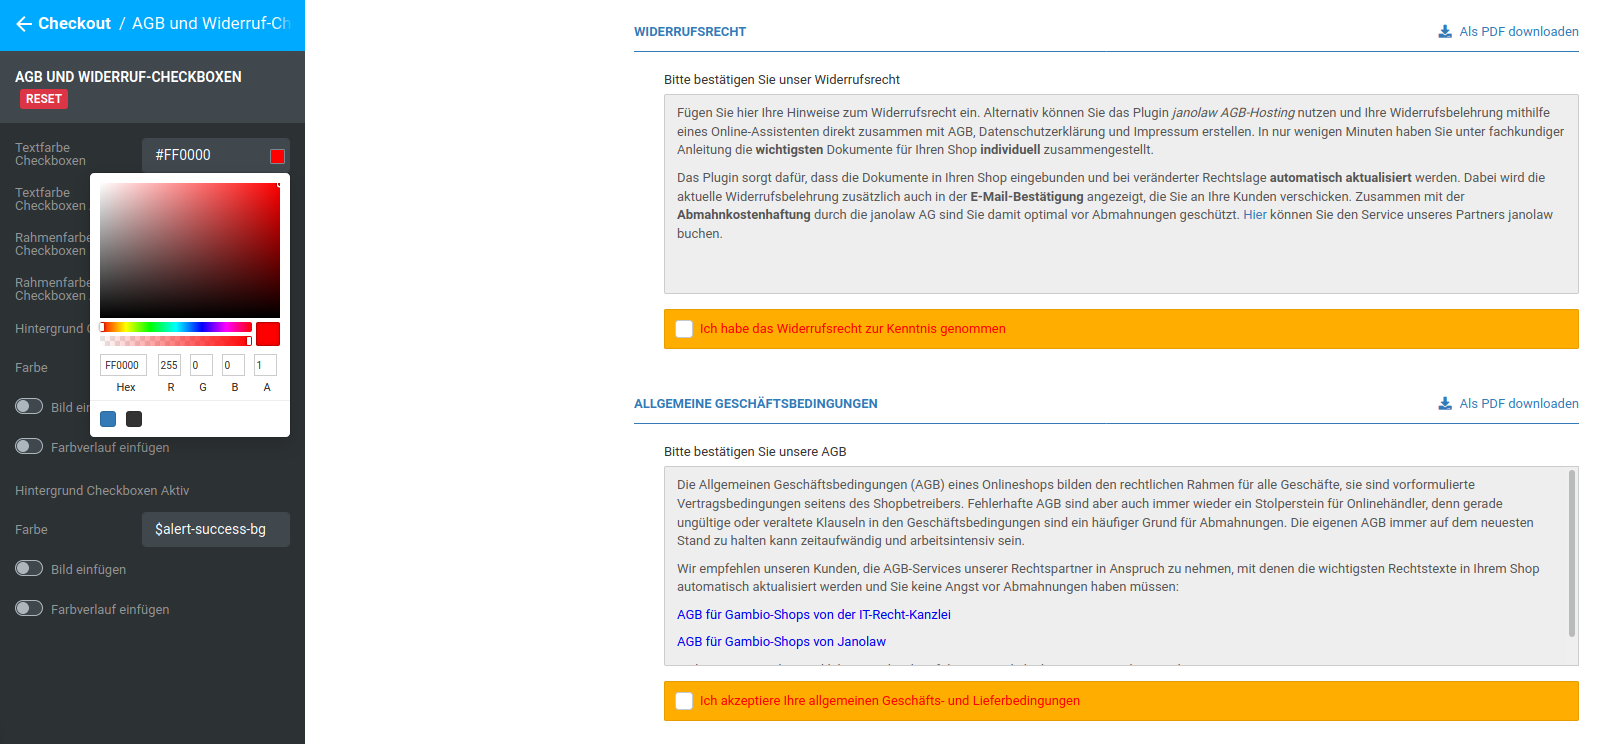 Checkout / AGB und Widerruf-Ch
AGB UND WIDERRUF-CHECKBOXEN
RESET
Textfarbe
Checkboxen
#FF0000
Textfarbe
Checkboxen
Rahmenfarbe
Checkboxen
Rahmenfarbe
Checkboxen
Hintergrund
Farbe
Bild
Farbverlauf einfügen
FF0000 255 0 0 1
Hex R G B A
Hintergrund Checkboxen Aktiv
Farbe
$alert-success-bg
Bild einfügen
Farbverlauf einfügen
WIDERRUFSRECHT
Als PDF downloaden
Bitte bestätigen Sie unser Widerrufsrecht
Fügen Sie hier Ihre Hinweise zum Widerrufsrecht ein. Alternativ können Sie das Plugin janolaw AGB-Hosting nutzen und Ihre Widerrufsbelehrung mithilfe
eines Online-Assistenten direkt zusammen mit AGB, Datenschutzerklärung und Impressum erstellen. In nur wenigen Minuten haben Sie unter fachkundiger
Anleitung die wichtigsten Dokumente für Ihren Shop individuell zusammengestellt.
Das Plugin sorgt dafür, dass die Dokumente in Ihren Shop eingebunden und bei veränderter Rechtslage automatisch aktualisiert werden. Dabei wird die
aktuelle Widerrufsbelehrung zusätzlich auch in der E-Mail-Bestätigung angezeigt, die Sie an Ihre Kunden verschicken. Zusammen mit der
Abmahnkostenhaftung durch die janolaw AG sind Sie damit optimal vor Abmahnungen geschützt. Hier können Sie den Service unseres Partners janolaw
buchen.
Ich habe das Widerrufsrecht zur Kenntnis genommen
ALLGEMEINE GESCHÄFTSBEDINGUNGEN
Als PDF downloaden
Bitte bestätigen Sie unsere AGB
Die Allgemeinen Geschäftsbedingungen (AGB) eines Onlineshops bilden den rechtlichen Rahmen für alle Geschäfte, sie sind vorformulierte
Vertragsbedingungen seitens des Shopbetreibers. Fehlerhafte AGB sind aber auch immer wieder ein Stolperstein für Onlinehändler, denn gerade
ungültige oder veraltete Klauseln in den Geschäftsbedingungen sind ein häufiger Grund für Abmahnungen. Die eigenen AGB immer auf dem neuesten
Stand zu halten kann zeitaufwändig und arbeitsintensiv sein.
Wir empfehlen unseren Kunden, die AGB-Services unserer Rechtspartner in Anspruch zu nehmen, mit denen die wichtigsten Rechtstexte in Ihrem Shop
automatisch aktualisiert werden und Sie keine Angst vor Abmahnungen haben müssen:
AGB für Gambio-Shops von der IT-Recht-Kanzlei
AGB für Gambio-Shops von Janolaw
Ich akzeptiere Ihre allgemeinen Geschäfts- und Lieferbedingungen